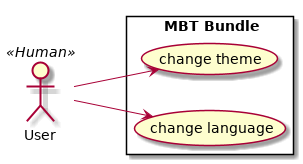 MBT Bundle
«Human»
change theme
User
change language